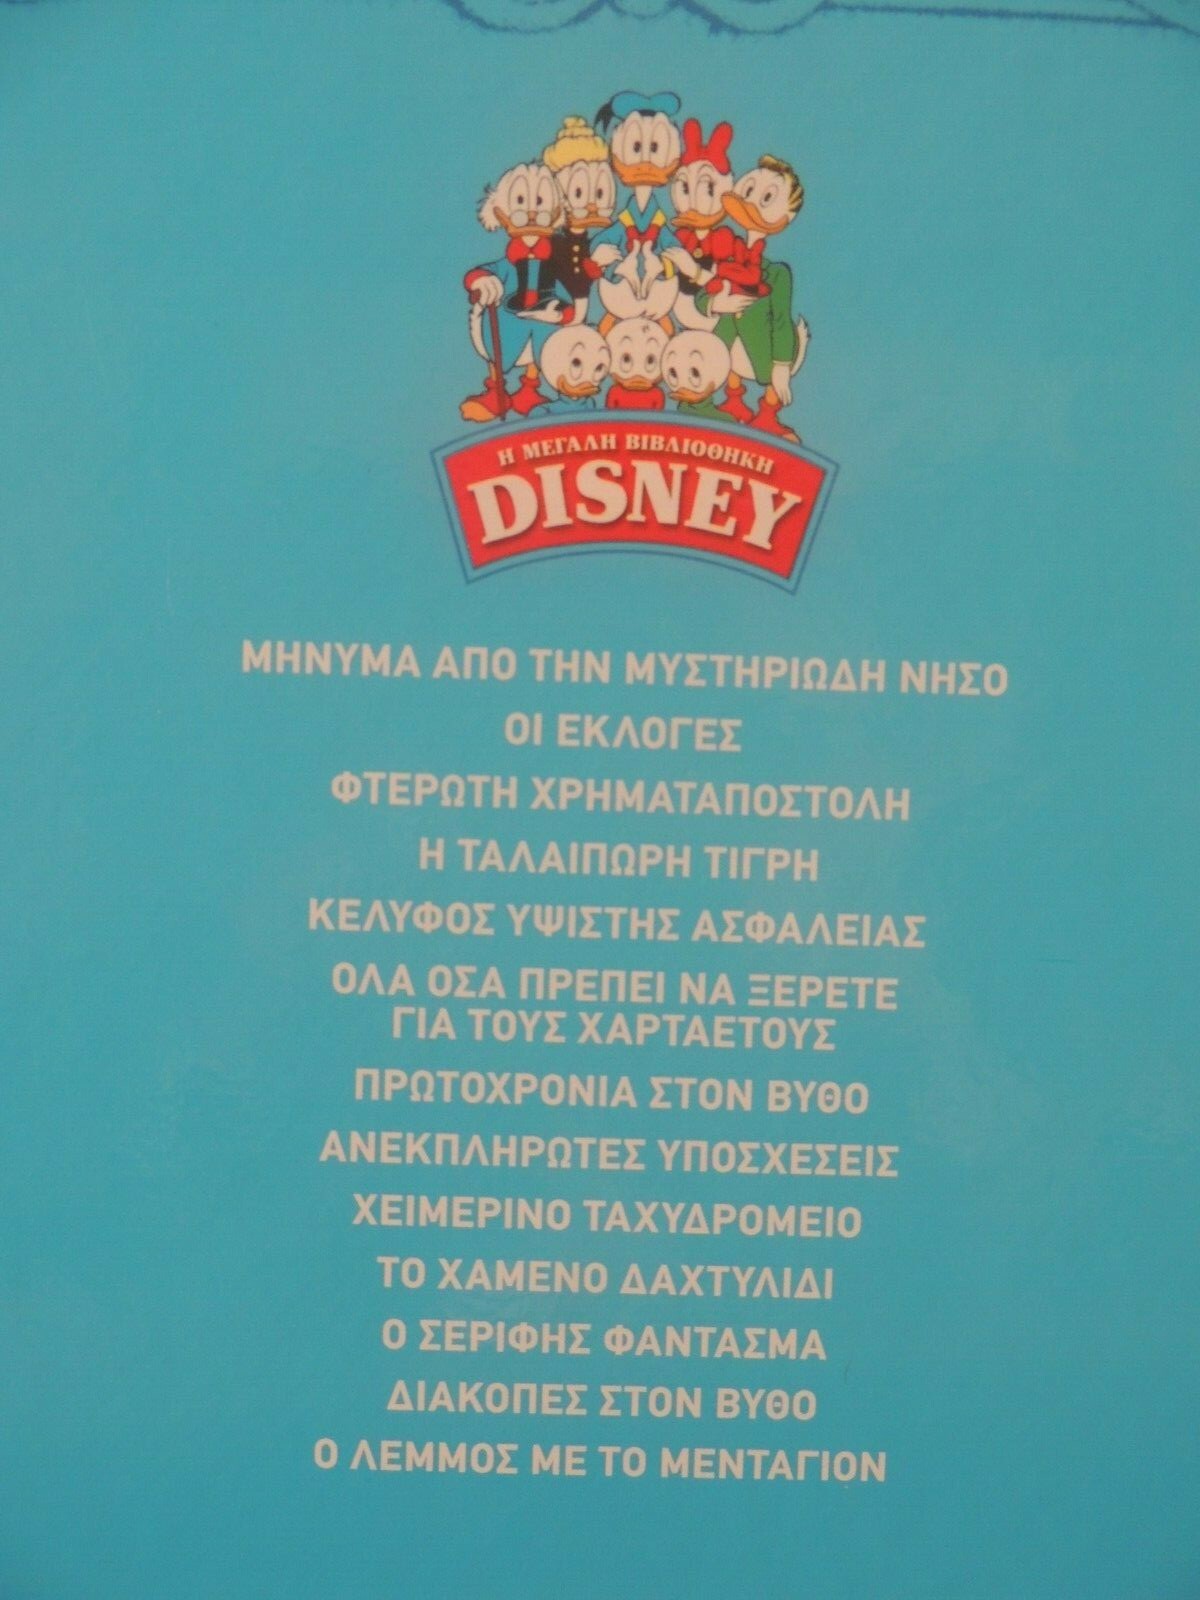 Η ΜΕΓΑΛΗ ΒΙΒΛΙΟΘΗΚΗ
DISNEY
ΜΗΝΥΜΑ ΑΠΟ ΤΗΝ ΜΥΣΤΗΡΙΩΔΗ ΝΗΣΟ
ΟΙ ΕΚΛΟΓΕΣ
ΦΤΕΡΩΤΗ ΧΡΗΜΑΤΑΠΟΣΤΟΛΗ
Η ΤΑΛΑΙΠΩΡΗ ΤΙΓΡΗ
ΚΕΛΥΦΟΣ ΥΨΙΣΤΗΣ ΑΣΦΑΛΕΙΑΣ
ΟΛΑ ΟΣΑ ΠΡΕΠΕΙ ΝΑ ΞΕΡΕΤΕ
ΓΙΑ ΤΟΥΣ ΧΑΡΤΑΕΤΟΥΣ
ΠΡΩΤΟΧΡΟΝΙΑ ΣΤΟΝ ΒΥΘΟ
ΑΝΕΚΠΛΗΡΩΤΕΣ ΥΠΟΣΧΕΣΕΙΣ
ΧΕΙΜΕΡΙΝΟ ΤΑΧΥΔΡΟΜΕΙΟ
ΤΟ ΧΑΜΕΝΟ ΔΑΧΤΥΛΙΔΙ
Ο ΣΕΡΙΦΗΣ ΦΑΝΤΑΣΜΑ
ΔΙΑΚΟΠΕΣ ΣΤΟΝ ΒΥΘΟ
Ο ΛΕΜΜΟΣ ΜΕ ΤΟ ΜΕΝΤΑΓΙΟΝ